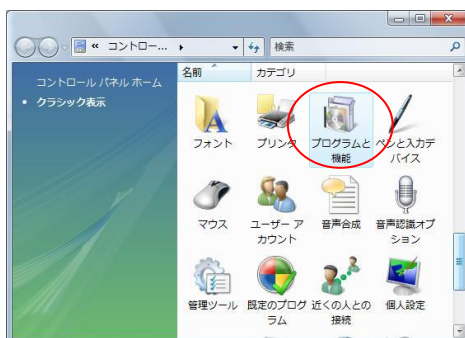 « コントロー...
検索
コントロール パネル ホーム
クラシック表示
名前 カテゴリ
フォント
プリンタ
プログラムと
機能
ペンと入力デ
バイス
マウス
ユーザー ア
カウント
音声合成
音声認識オプ
ション
管理ツール
既定のプログ
ラム
近くの人との
接続
個人設定